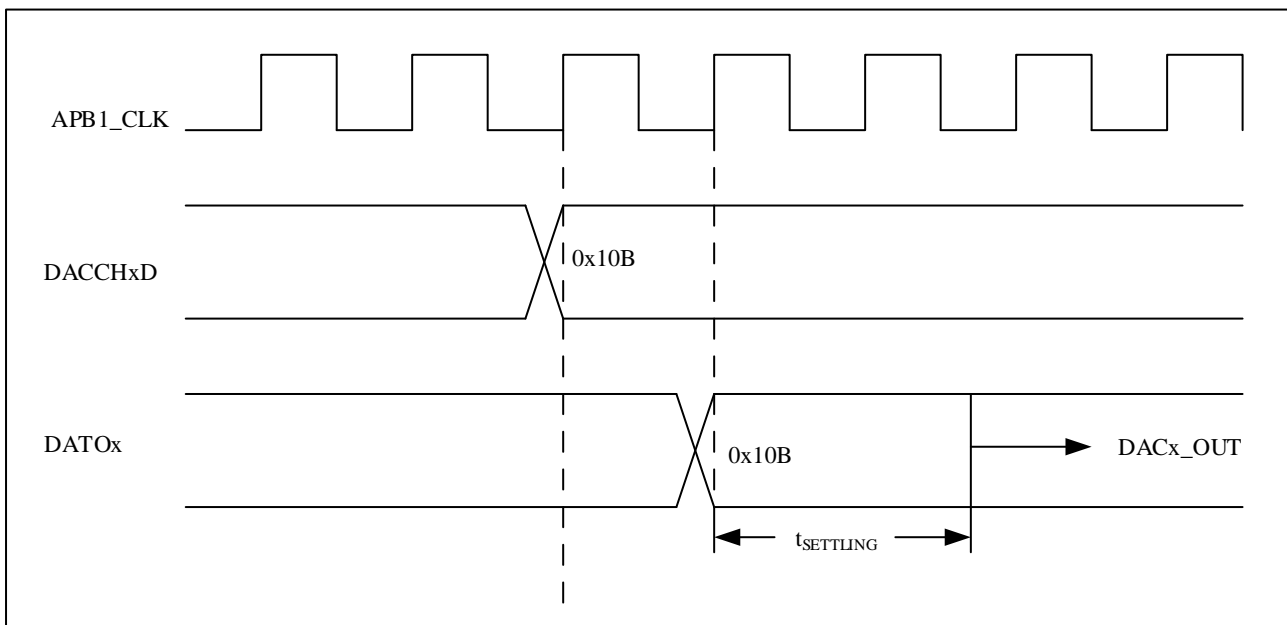 APB1_CLK
DACCHxD
0x10B
DATOx
0x10B
DACx_OUT
tSETTLING